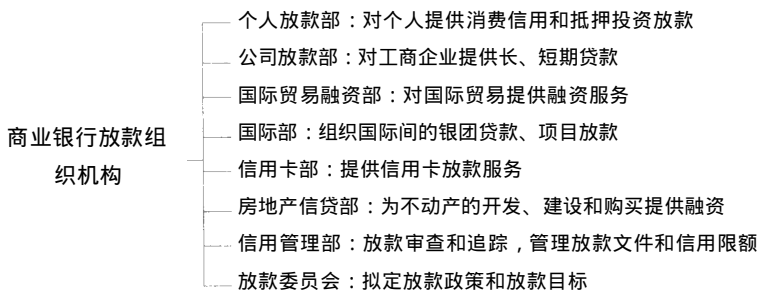 个人放款部：对个人提供消费信用和抵押投资放款
公司放款部：对工商企业提供长、短期贷款
国际贸易融资部：对国际贸易提供融资服务
商业银行放款组
织机构
国际部：组织国际间的银团贷款、项目放款
信用卡部：提供信用卡放款服务
房地产信贷部：为不动产的开发、建设和购买提供融资
信用管理部：放款审查和追踪，管理放款文件和信用限额
放款委员会：拟定放款政策和放款目标